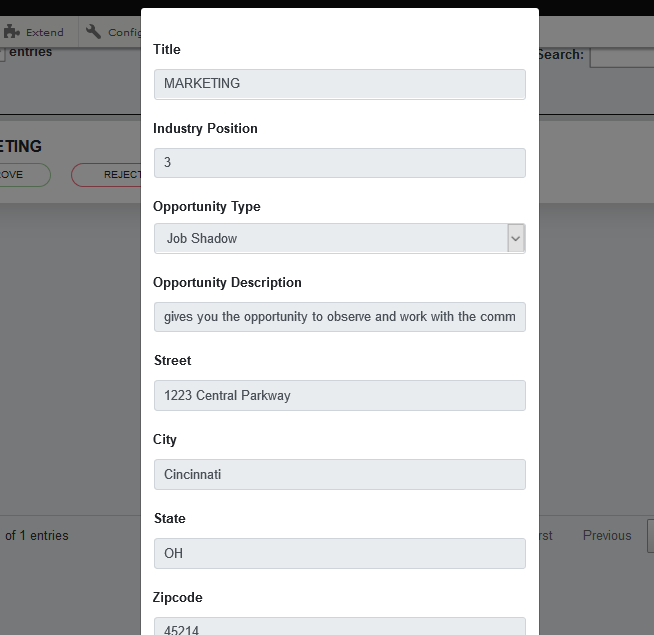 Extend
Config
entries
Search:
Title
MARKETING
Industry Position
3
ETING
OVE
REJECT
Opportunity Type
Job Shadow
Opportunity Description
gives you the opportunity to observe and work with the comm
Street
1223 Central Parkway
City
Cincinnati
State
OH
of 1 entries
rst
Previous
Zipcode
45214